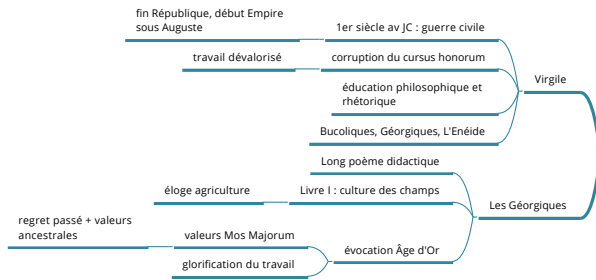 fin République, début Empire
sous Auguste
1er siècle av JC : guerre civile
travail dévalorisé
corruption du cursus honorum
éducation philosophique et
rhétorique
Bucoliques, Géorgiques, L'Enéide
Virgile
Long poème didactique
éloge agriculture
Livre I : culture des champs
Les Géorgiques
regret passé + valeurs
ancestrales
valeurs Mos Majorum
glorification du travail
évocation Âge d'Or